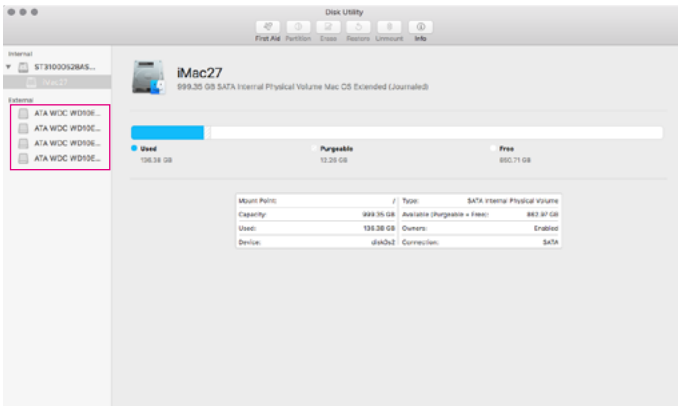 Disk Utility
First Aid Partition Erase Restore Unmount Info
Internal
ST31000528AS...
iMac27
External
ATA WDC WD10E...
ATA WDC WD10E...
ATA WDC WD10E...
ATA WDC WD10E...
iMac27
999.35 GB SATA Internal Physical Volume Mac OS Extended (Journaled)
Used Purgeable Free
136.38 GB 12.26 GB 850.71 GB
Mount Point: / Type: SATA Internal Physical Volume
Capacity: 999.35 GB Available (Purgeable + Free): 862.97 GB
Used: 136.38 GB Owners: Enabled
Device: disk0s2 Connection: SATA